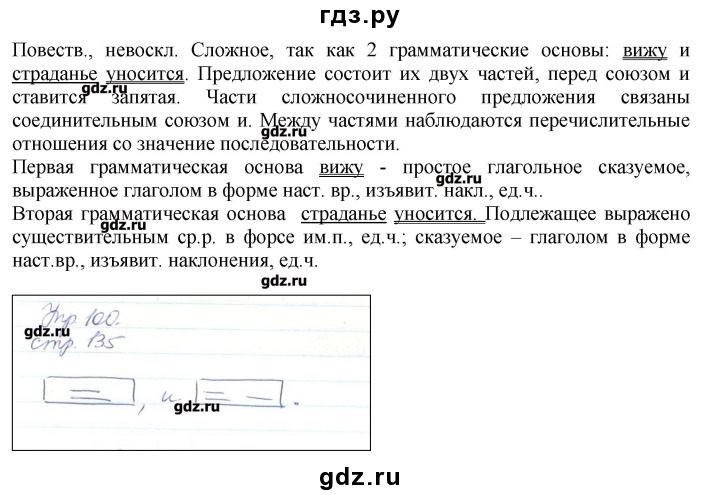 гдз.ру
Повеств., невоскл. Сложное, так как 2 грамматические основы: вижу и
страданье уносится. Предложение состоит их двух частей, перед союзом и
ставится запятая. Части сложносочиненного предложения связаны
соединительным союзом и. Между частями наблюдаются перечислительные
отношения со значение последовательности.
Первая грамматическая основа вижу - простое глагольное сказуемое,
выраженное глаголом в форме наст. вр., изъявит. накл., ед.ч..
Вторая грамматическая основа страданье уносится. Подлежащее выражено
существительным ср.р. в форсе им.п., ед.ч.; сказуемое – глаголом в форме
наст.вр., изъявит. наклонения, ед.ч.
gdz.ru
gdz.ru
gdz.ru
gdz.ru
Упр. 100.
gdz.ru
стр. 135
, и .
gdz.ru
gdz.ru